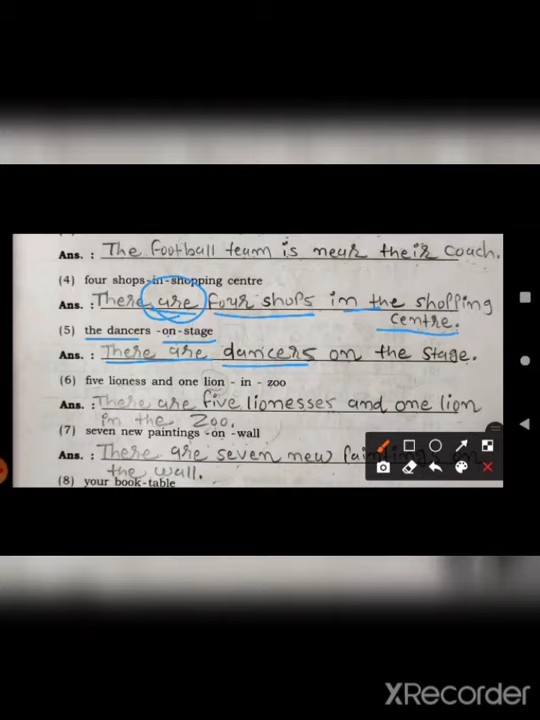 Ans. : The football team is near their coach.
(4) four shops-in-shopping centre
Ans. : There are four shops in the shopping
centre.
(5) the dancers -on-stage
Ans. : There are dancers on the stage.
(6) five lioness and one lion - in - zoo
Ans. : There are five lionesses and one lion
in the Zoo.
(7) seven new paintings -on -wall
Ans. : There are seven new paintings on
the wall.
(8) your book-table
XRecorder